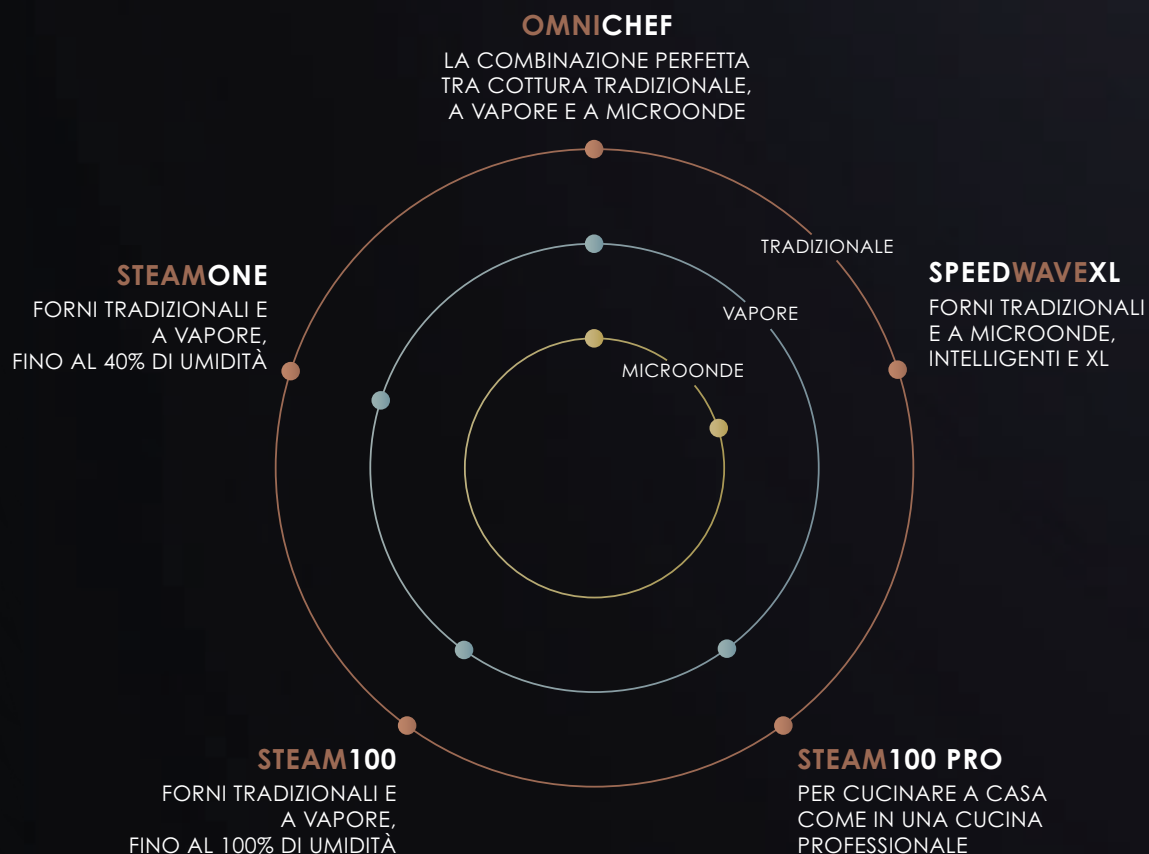 OMNICHEF
LA COMBINAZIONE PERFETTA
TRA COTTURA TRADIZIONALE,
A VAPORE E A MICROONDE
TRADIZIONALE
VAPORE
MICROONDE
STEAMONE
FORNI TRADIZIONALI E
A VAPORE,
FINO AL 40% DI UMIDITÀ
SPEEDWAVEXL
FORNI TRADIZIONALI
E A MICROONDE,
INTELLIGENTI E XL
STEAM100
FORNI TRADIZIONALI E
A VAPORE,
FINO AL 100% DI UMIDITÀ
STEAM100 PRO
PER CUCINARE A CASA
COME IN UNA CUCINA
PROFESSIONALE